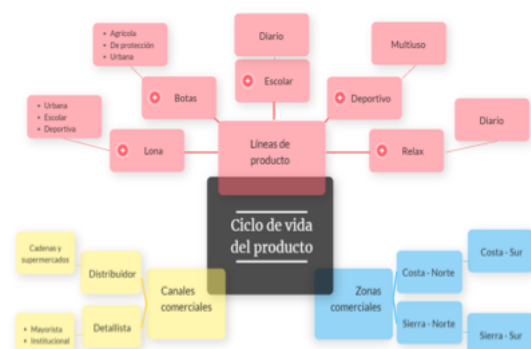 Agrícola
De protección
Urbana
Diario
Multiuso
Botas
Escolar
Deportivo
Urbana
Escolar
Deportiva
Lona
Líneas de
producto
Relax
Diario
Ciclo de vida
del producto
Cadenas y
supermercados
Distribuidor
Canales
comerciales
Detallista
Mayorista
Institucional
Zonas
comerciales
Costa - Norte
Costa - Sur
Sierra - Norte
Sierra - Sur